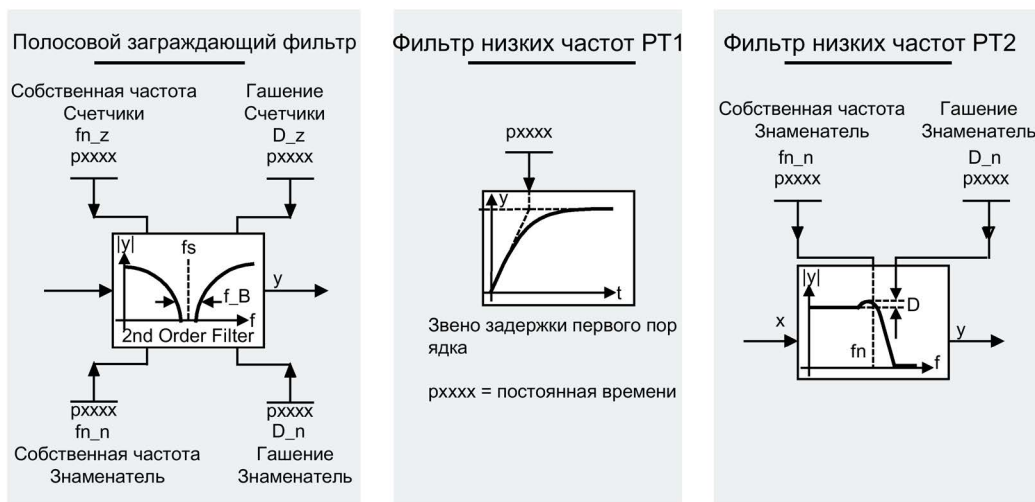 Полосовой заграждающий фильтр
Собственная частота
Счетчики
fn_z
pxxxx
Гашение
Счетчики
D_z
pxxxx
|y|
fs
f_B
f
2nd Order Filter
y
pxxxx
fn_n
Собственная частота
Знаменатель
pxxxx
D_n
Гашение
Знаменатель
Фильтр низких частот PT1
pxxxx
y
t
Звено задержки первого пор
ядка
pxxxx = постоянная времени
Фильтр низких частот PT2
Собственная частота
Знаменатель
fn_n
pxxxx
Гашение
Знаменатель
D_n
pxxxx
|y|
D
x
fn
f
y